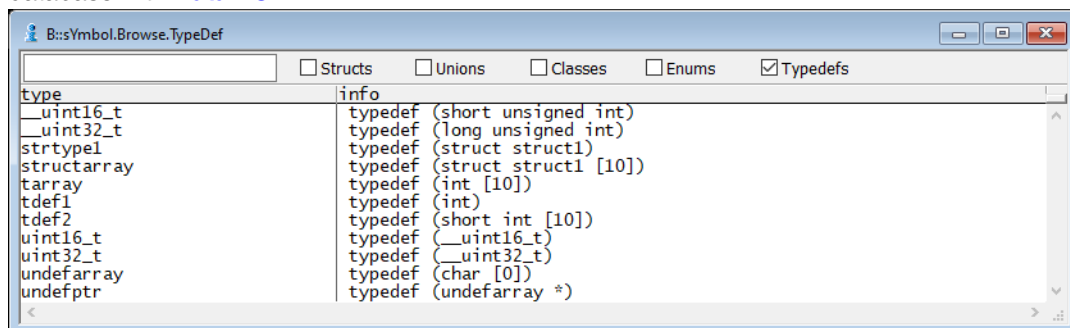 B::sYmbol.Browse.TypeDef
Structs Unions Classes Enums Typedefs
type info
__uint16_t typedef (short unsigned int)
__uint32_t typedef (long unsigned int)
strtype1 typedef (struct struct1)
structarray typedef (struct struct1 [10])
tarray typedef (int [10])
tdef1 typedef (int)
tdef2 typedef (short int [10])
uint16_t typedef (__uint16_t)
uint32_t typedef (__uint32_t)
undefarray typedef (char [0])
undefptr typedef (undefarray *)